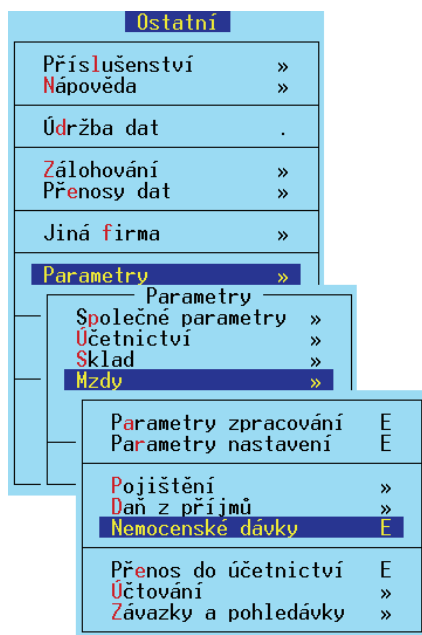 Ostatní
Příslušenství »
Nápověda »
Údržba dat .
Zálohování »
Přenosy dat »
Jiná firma »
Parametry »
Parametry
Společné parametry »
Účetnictví »
Sklad »
Mzdy »
Parametry zpracování E
Parametry nastavení E
Pojištění »
Daň z příjmů »
Nemocenské dávky E
Přenos do účetnictví E
Účtování »
Závazky a pohledávky »